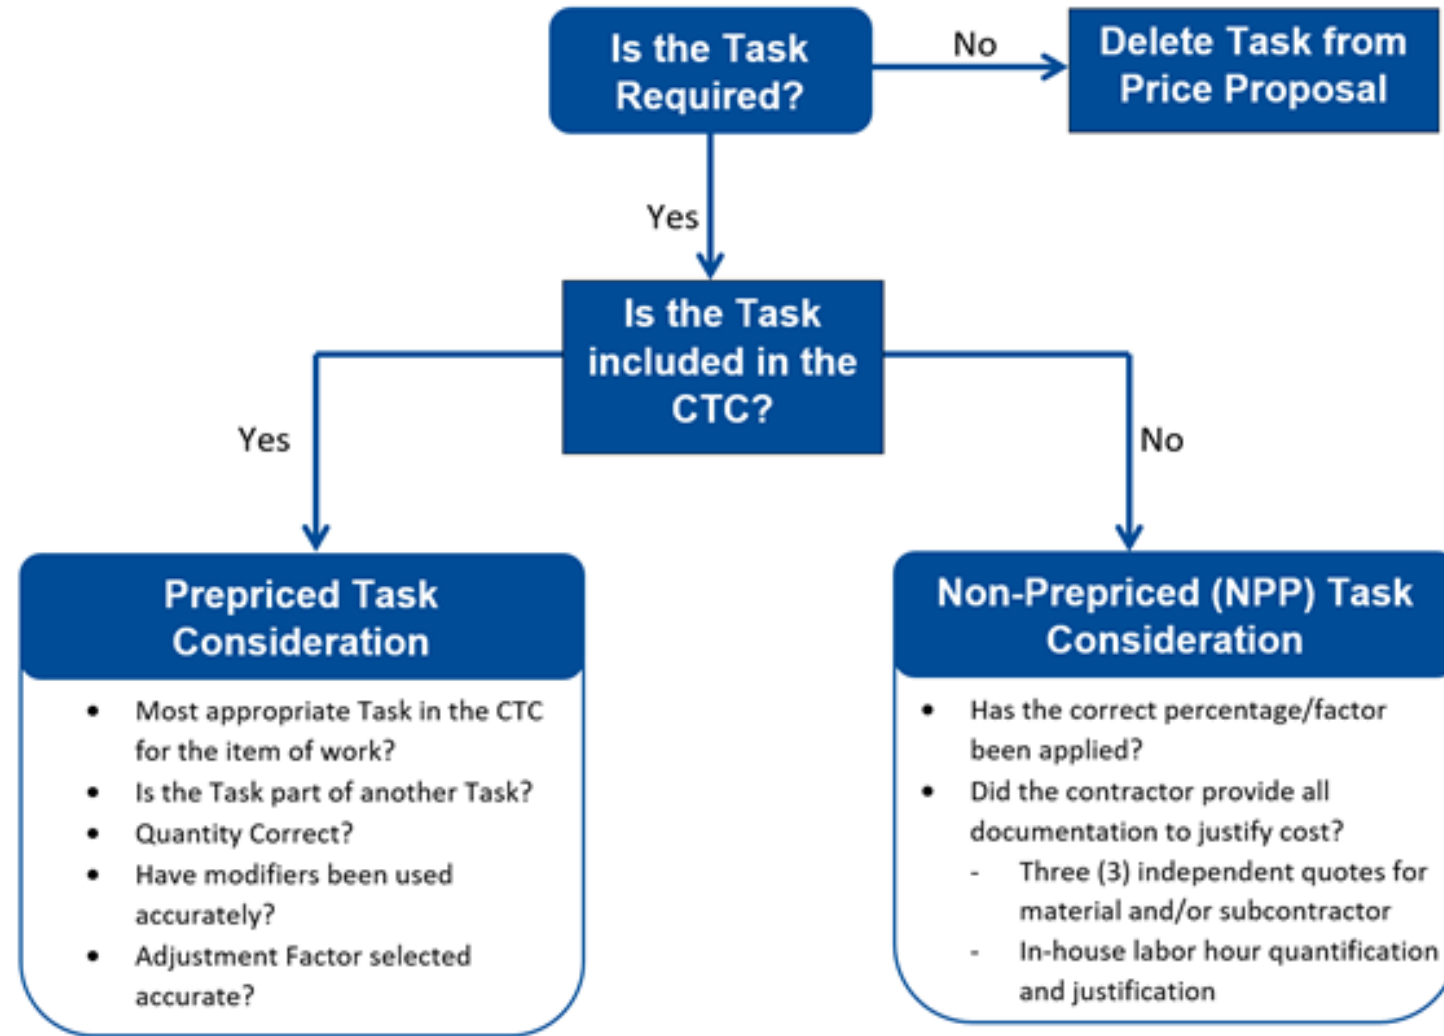 Is the Task
Required?
No
Delete Task from
Price Proposal
Yes
Is the Task
included in the
CTC?
Yes
No
Prepriced Task
Consideration
• Most appropriate Task in the CTC
for the item of work?
• Is the Task part of another Task?
• Quantity Correct?
• Have modifiers been used
accurately?
• Adjustment Factor selected
accurate?
Non-Prepriced (NPP) Task
Consideration
• Has the correct percentage/factor
been applied?
• Did the contractor provide all
documentation to justify cost?
- Three (3) independent quotes for
material and/or subcontractor
- In-house labor hour quantification
and justification